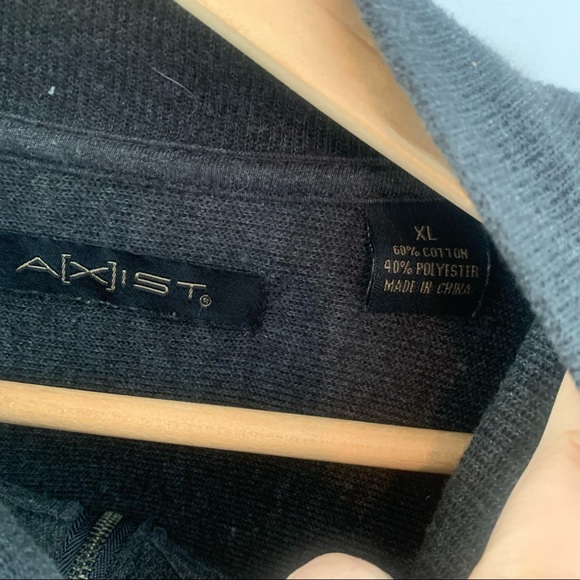 A[X]IST®
XL
60% COTTON
40% POLYESTER
MADE IN CHINA